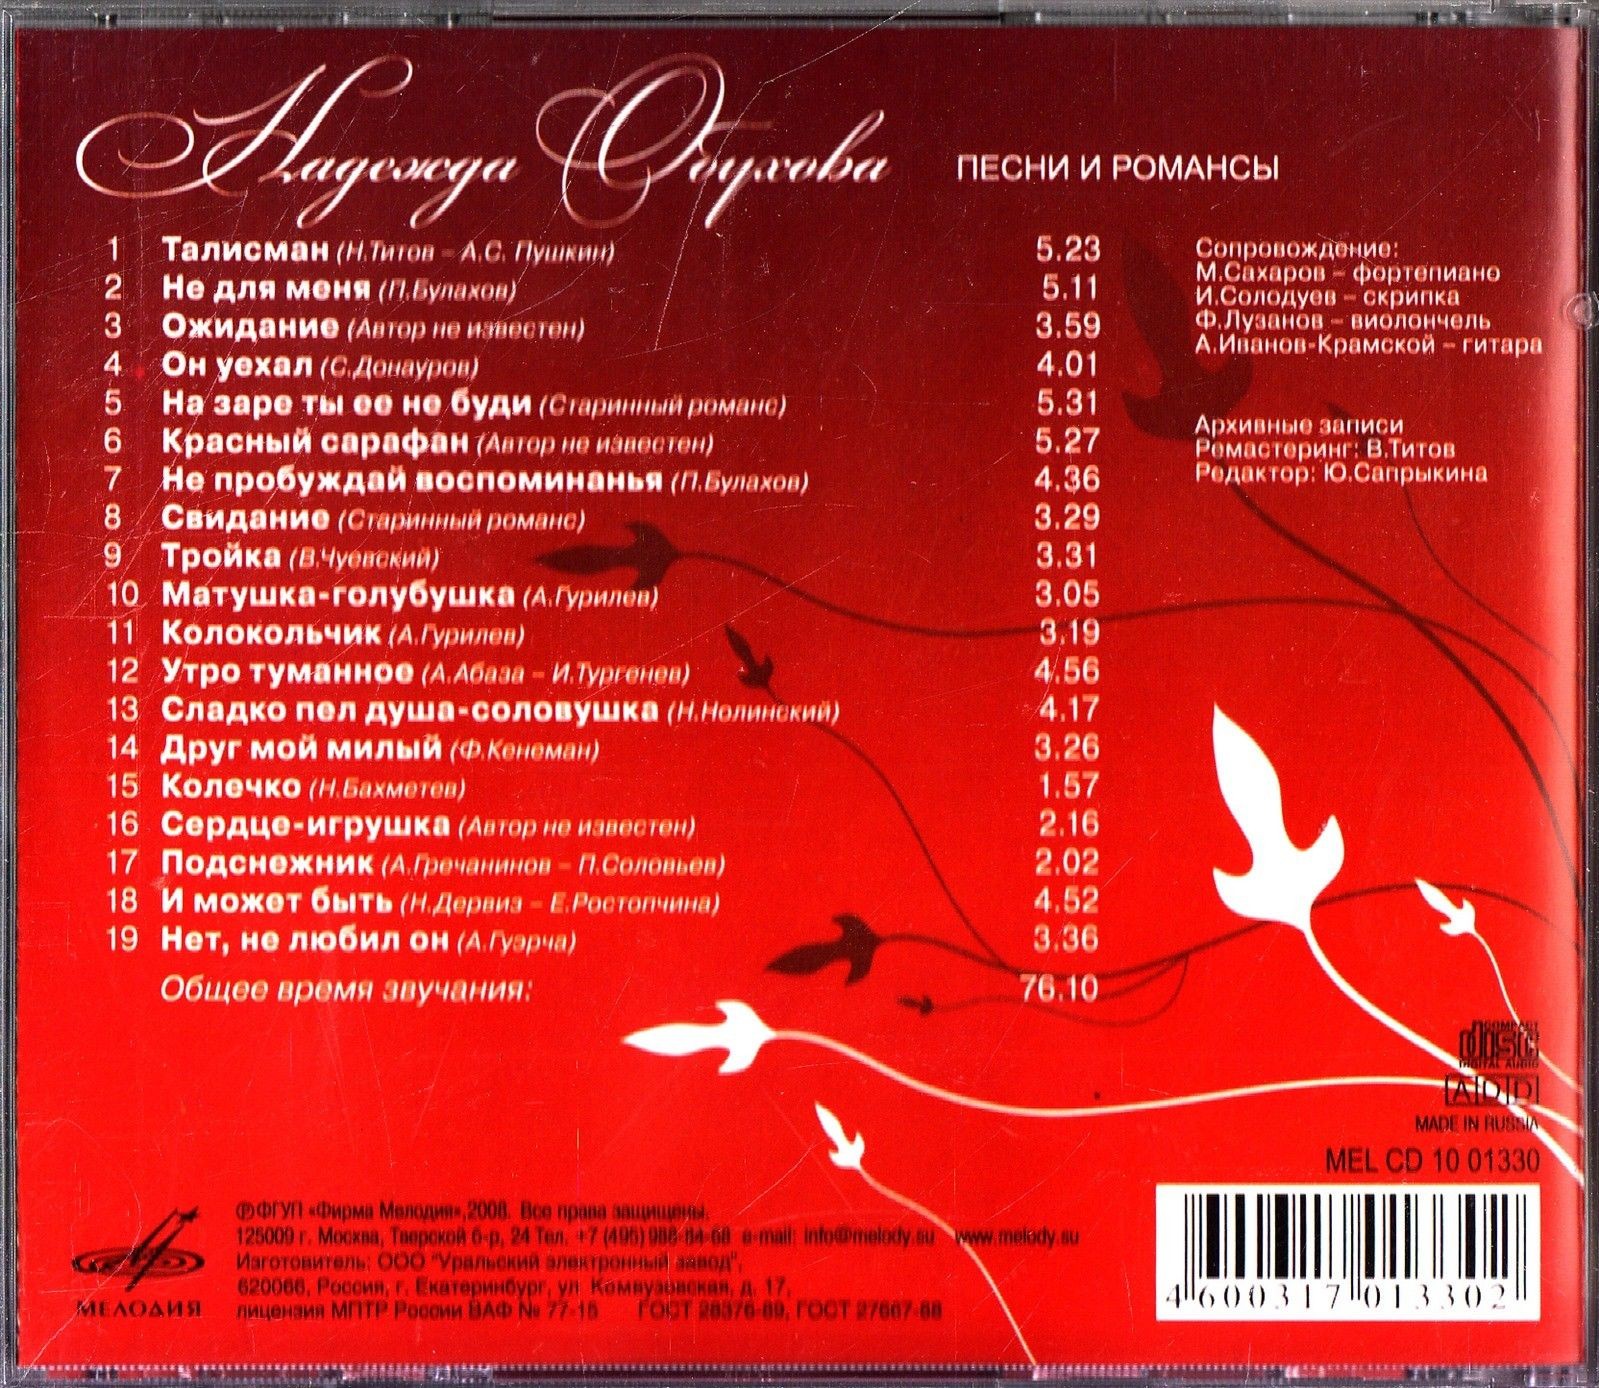 Надежда Обухова ПЕСНИ И РОМАНСЫ
1 Талисман (Н.Титов – А.С. Пушкин) 5.23
2 Не для меня (П.Булахов) 5.11
3 Ожидание (Автор не известен) 3.59
4 Он уехал (С.Донауров) 4.01
5 На заре ты ее не буди (Старинный романс) 5.31
6 Красный сарафан (Автор не известен) 5.27
7 Не пробуждай воспоминанья (П.Булахов) 4.36
8 Свидание (Старинный романс) 3.29
9 Тройка (В.Чуевский) 3.31
10 Матушка-голубушка (А.Гурилев) 3.05
11 Колокольчик (А.Гурилев) 3.19
12 Утро туманное (А.Абаза – И.Тургенев) 4.56
13 Сладко пел душа-соловушка (Н.Нолинский) 4.17
14 Друг мой милый (Ф.Кенеман) 3.26
15 Колечко (Н.Бахметев) 1.57
16 Сердце-игрушка (Автор не известен) 2.16
17 Подснежник (А.Гречанинов – П.Соловьев) 2.02
18 И может быть (Н.Дервиз – Е.Ростопчина) 4.52
19 Нет, не любил он (А.Гуэрча) 3.36
Общее время звучания: 76.10
Сопровождение:
М.Сахаров – фортепиано
И.Солодуев – скрипка
Ф.Лузанов – виолончель
А.Иванов-Крамской – гитара
Архивные записи
Ремастеринг: В.Титов
Редактор: Ю.Сапрыкина
COMPACT
disc
DIGITAL AUDIO
A D D
MADE IN RUSSIA
MEL CD 10 01330
4 600317 013302
МЕЛОДИЯ
℗ФГУП «Фирма Мелодия», 2008. Все права защищены.
125009 г. Москва, Тверской б-р, 24 Тел. +7 (495) 986-84-68 e-mail: info@melody.su www.melody.su
Изготовитель: ООО "Уральский электронный завод",
620066, Россия, г. Екатеринбург, ул. Комвузовская, д. 17,
лицензия МПТР России ВАФ № 77-15 ГОСТ 28376-89, ГОСТ 27667-88